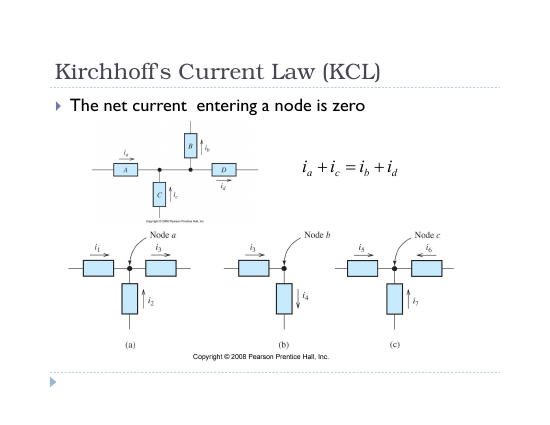 Kirchhoff's Current Law (KCL)
The net current entering a node is zero
B
i_b
i_a
A
D
i_d
C
i_c
i_a + i_c = i_b + i_d
Copyright © 2008 Pearson Prentice Hall, Inc.
Node a
i_1
i_3
i_2
(a)
Node b
i_3
i_4
(b)
Node c
i_5
i_6
i_7
(c)
Copyright © 2008 Pearson Prentice Hall, Inc.